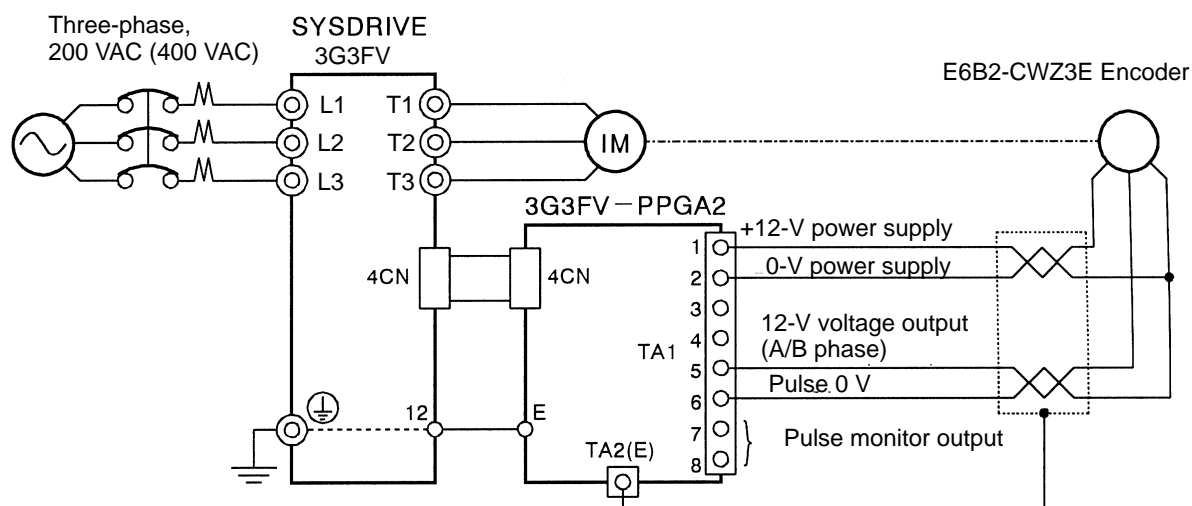 Three-phase,
200 VAC (400 VAC)
SYSDRIVE
3G3FV
E6B2-CWZ3E Encoder
L1
T1
L2
T2
IM
L3
T3
3G3FV－PPGA2
+12-V power supply
1
4CN
4CN
0-V power supply
2
3
12-V voltage output
(A/B phase)
4
TA1
5
Pulse 0 V
6
12
E
7
Pulse monitor output
TA2(E)
8